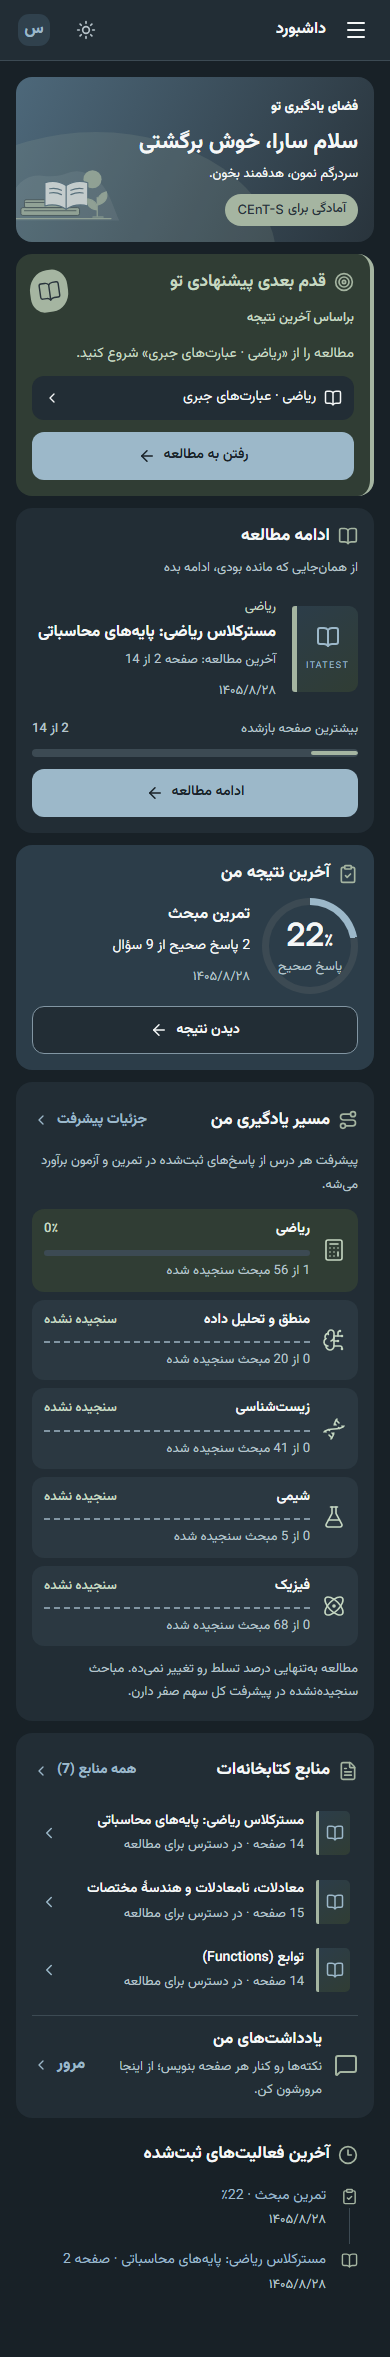 داشبورد
س
فضای یادگیری تو
سلام سارا، خوش برگشتی
سردرگم نمون، هدفمند بخون.
آمادگی برای CEnT-S
قدم بعدی پیشنهادی تو
براساس آخرین نتیجه
مطالعه را از «ریاضی · عبارت‌های جبری» شروع کنید.
ریاضی · عبارت‌های جبری
رفتن به مطالعه
ادامه مطالعه
از همان‌جایی که مانده بودی، ادامه بده
ITATEST
ریاضی
مسترکلاس ریاضی: پایه‌های محاسباتی
آخرین مطالعه: صفحه 2 از 14
۱۴۰۵/۸/۲۸
بیشترین صفحه بازشده
2 از 14
ادامه مطالعه
آخرین نتیجه من
22٪
پاسخ صحیح
تمرین مبحث
2 پاسخ صحیح از 9 سؤال
۱۴۰۵/۸/۲۸
دیدن نتیجه
مسیر یادگیری من
جزئیات پیشرفت
پیشرفت هر درس از پاسخ‌های ثبت‌شده در تمرین و آزمون برآورد
می‌شه.
ریاضی
0٪
1 از 56 مبحث سنجیده شده
منطق و تحلیل داده
سنجیده نشده
0 از 20 مبحث سنجیده شده
زیست‌شناسی
سنجیده نشده
0 از 41 مبحث سنجیده شده
شیمی
سنجیده نشده
0 از 5 مبحث سنجیده شده
فیزیک
سنجیده نشده
0 از 68 مبحث سنجیده شده
مطالعه به‌تنهایی درصد تسلط رو تغییر نمی‌ده. مباحث
سنجیده‌نشده در پیشرفت کل سهم صفر دارن.
منابع کتابخانه‌ات
همه منابع (7)
مسترکلاس ریاضی: پایه‌های محاسباتی
14 صفحه · در دسترس برای مطالعه
معادلات، نامعادلات و هندسهٔ مختصات
15 صفحه · در دسترس برای مطالعه
توابع (Functions)
14 صفحه · در دسترس برای مطالعه
یادداشت‌های من
نکته‌ها رو کنار هر صفحه بنویس؛ از اینجا
مرورشون کن.
مرور
آخرین فعالیت‌های ثبت‌شده
تمرین مبحث · 22٪
۱۴۰۵/۸/۲۸
مسترکلاس ریاضی: پایه‌های محاسباتی · صفحه 2
۱۴۰۵/۸/۲۸